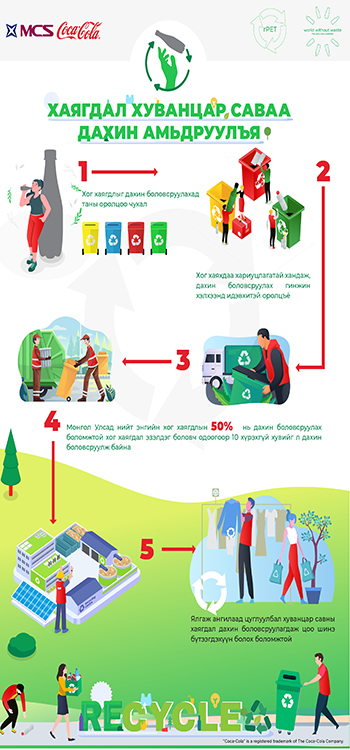 MCS Coca-Cola
rPET
world without waste
ХАЯГДАЛ ХУВАНЦАР САВАА
ДАХИН АМЬДРУУЛЪЯ
1
Хог хаягдлыг дахин боловсруулахад
таны оролцоо чухал
2
Хог хаяхдаа хариуцлагатай хандаж,
дахин боловсруулах гинжин
хэлхээнд идэвхитэй оролцъё
3
4
Монгол Улсад нийт энгийн хог хаягдлын 50% нь дахин боловсруулах
боломжтой хог хаягдал эзэлдэг боловч одоогоор 10 хүрэхгүй хувийг л дахин
боловсруулж байна
5
Ялгаж ангилаад цуглуулбал хуванцар савны
хаягдал дахин боловсруулагдаж цоо шинэ
бүтээгдэхүүн болох боломжтой
RECYCLE
"Coca-Cola" is a registered trademark of The Coca-Cola Company.